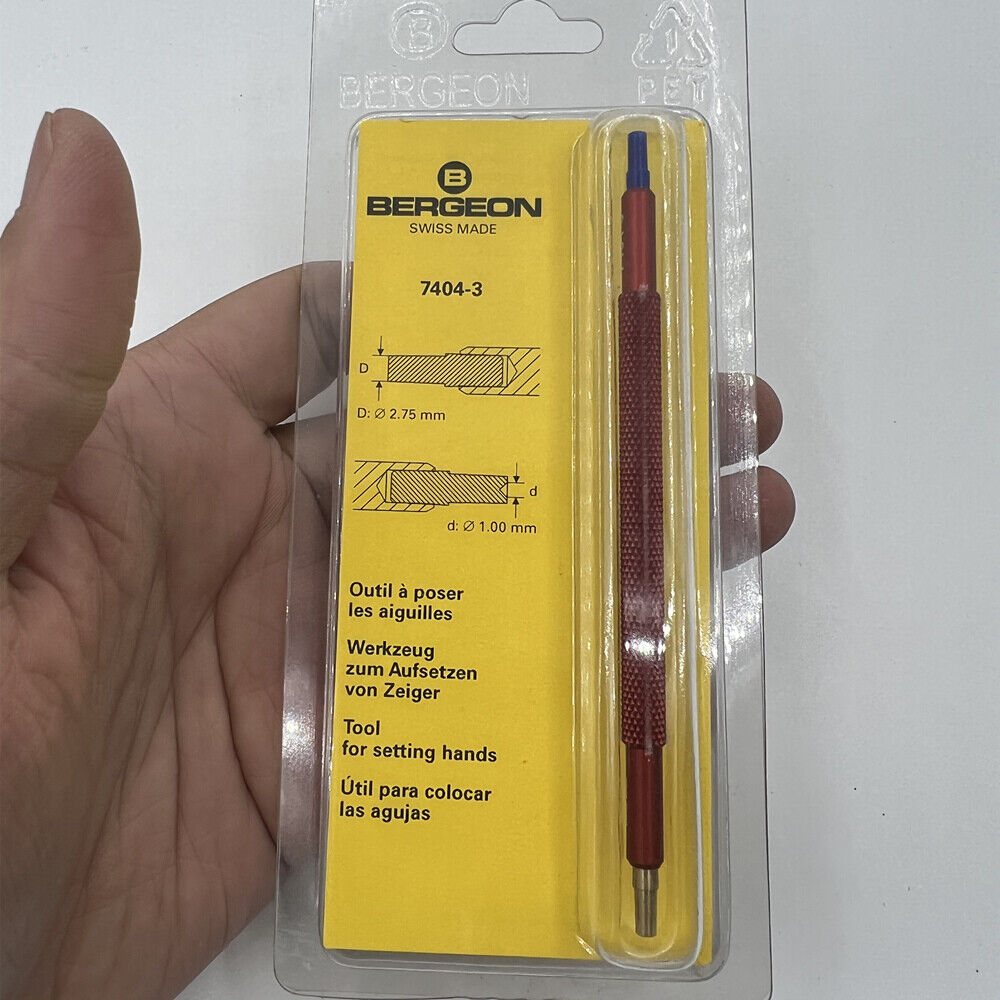 B
BERGEON
1
PET
B
BERGEON
SWISS MADE
7404-3
D
D: Ø 2.75 mm
d
d: Ø 1.00 mm
Outil à poser
les aiguilles
Werkzeug
zum Aufsetzen
von Zeiger
Tool
for setting hands
Útil para colocar
las agujas